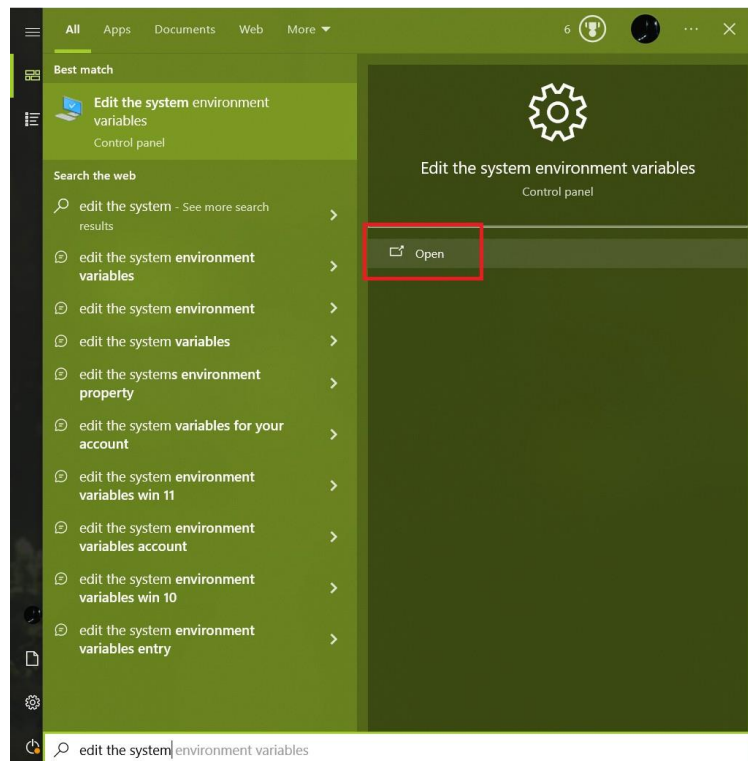 All Apps Documents Web More
6
Best match
Edit the system environment
variables
Control panel
Search the web
edit the system - See more search
results
edit the system environment
variables
edit the system environment
edit the system variables
edit the systems environment
property
edit the system variables for your
account
edit the system environment
variables win 11
edit the system environment
variables account
edit the system environment
variables win 10
edit the system environment
variables entry
Edit the system environment variables
Control panel
Open
edit the system environment variables